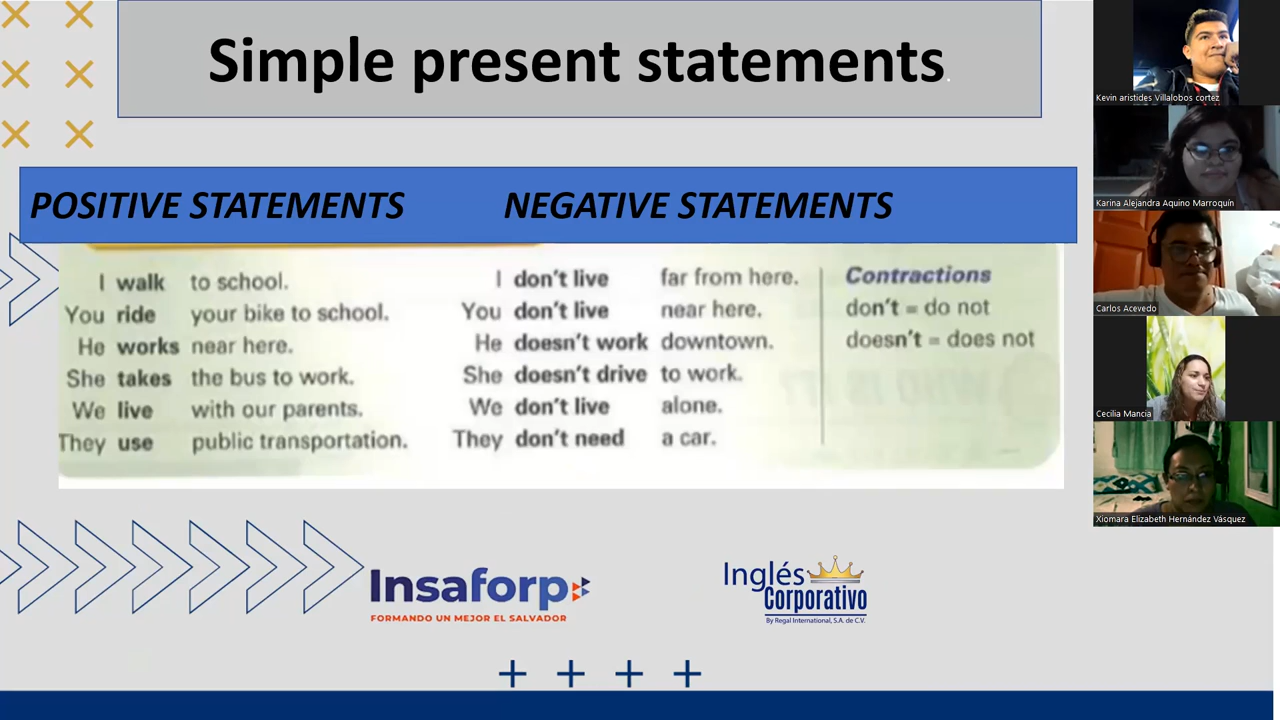 Simple present statements.
POSITIVE STATEMENTS NEGATIVE STATEMENTS
I walk to school.
You ride your bike to school.
He works near here.
She takes the bus to work.
We live with our parents.
They use public transportation.
I don't live far from here.
You don't live near here.
He doesn't work downtown.
She doesn't drive to work.
We don't live alone.
They don't need a car.
Contractions
don't = do not
doesn't = does not
Insaforp
FORMANDO UN MEJOR EL SALVADOR
Inglés
Corporativo
By Regal International, S.A. de C.V.
Kevin aristides Villalobos cortez
Karina Alejandra Aquino Marroquín
Carlos Acevedo
Cecilia Mancia
Xiomara Elizabeth Hernández Vásquez